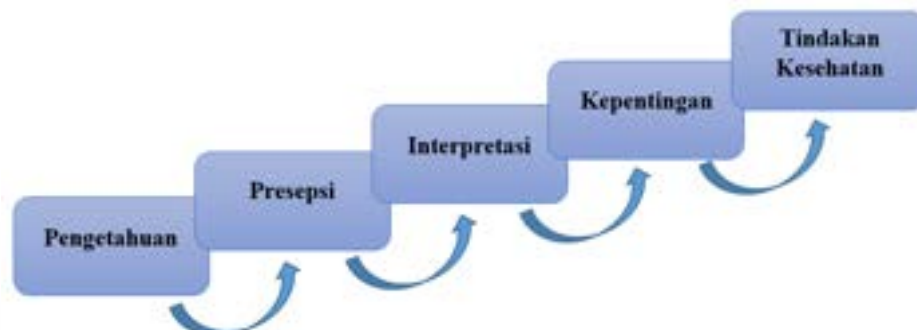 Pengetahuan
Presepsi
Interpretasi
Kepentingan
Tindakan
Kesehatan